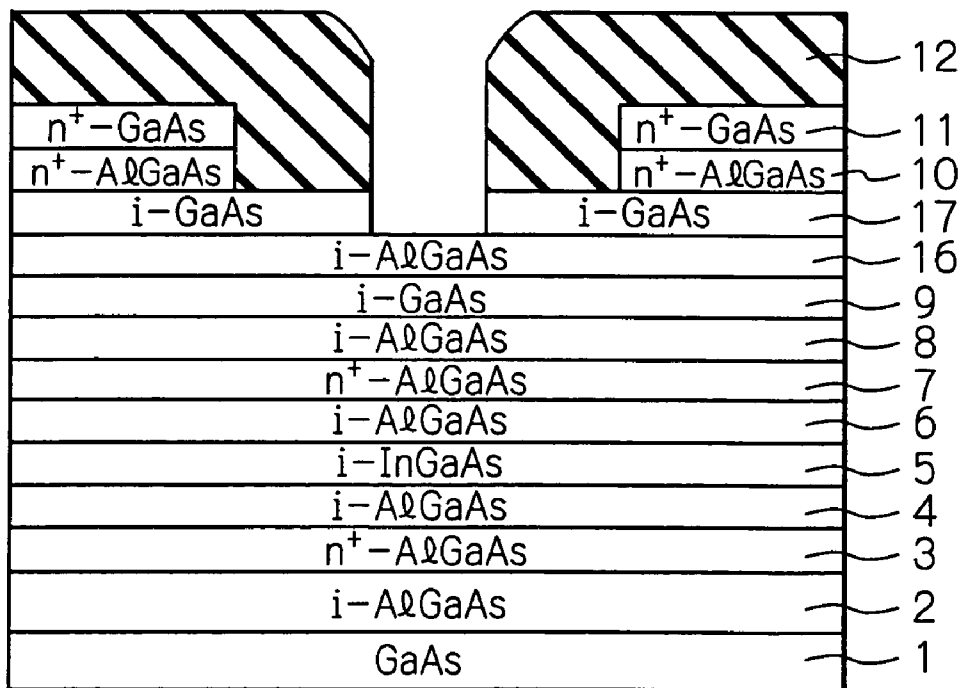 12
n⁺-GaAs n⁺-GaAs 11
n⁺-AlGaAs n⁺-AlGaAs 10
i-GaAs i-GaAs 17
i-AlGaAs 16
i-GaAs 9
i-AlGaAs 8
n⁺-AlGaAs 7
i-AlGaAs 6
i-InGaAs 5
i-AlGaAs 4
n⁺-AlGaAs 3
i-AlGaAs 2
GaAs 1